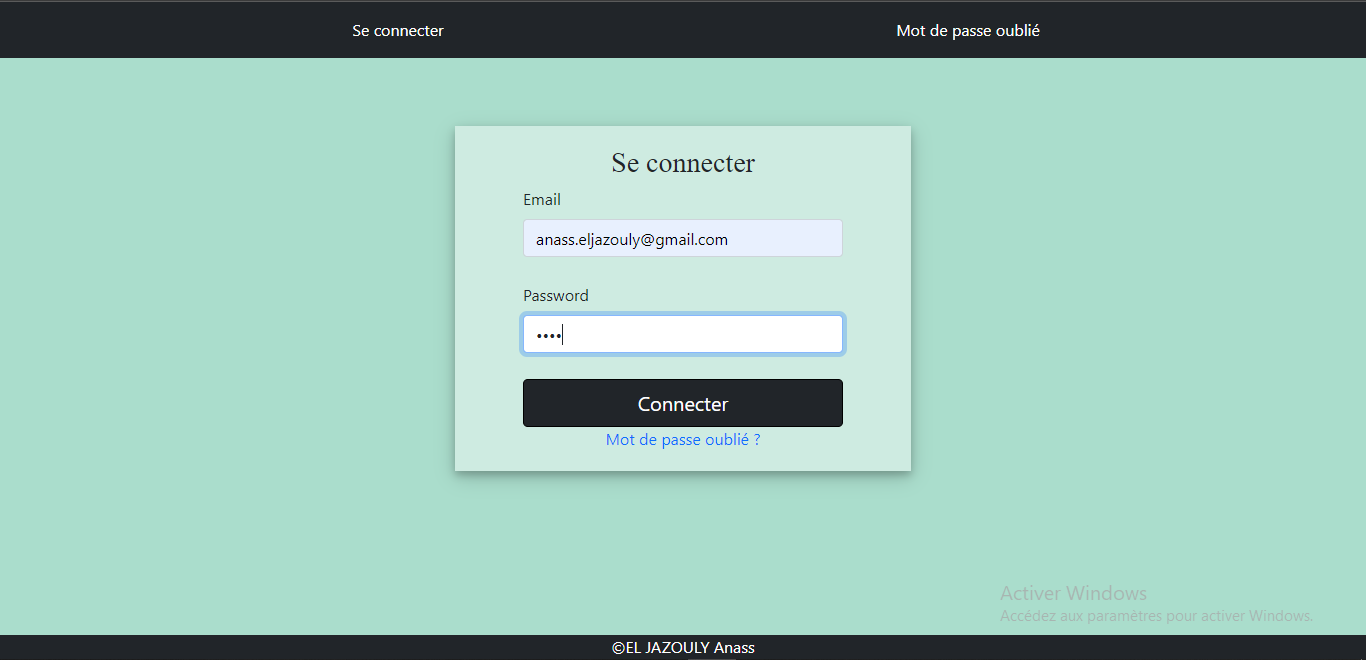 Se connecter
Mot de passe oublié
Se connecter
Email
anass.eljazouly@gmail.com
Password
••••
Connecter
Mot de passe oublié ?
Activer Windows
Accédez aux paramètres pour activer Windows.
©EL JAZOULY Anass